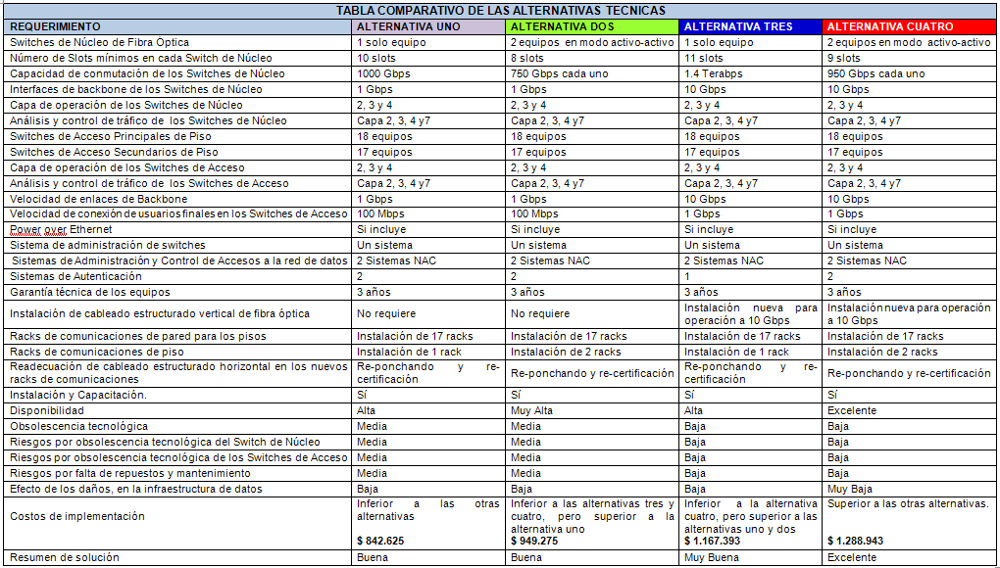 TABLA COMPARATIVO DE LAS ALTERNATIVAS TECNICAS
REQUERIMIENTO ALTERNATIVA UNO ALTERNATIVA DOS ALTERNATIVA TRES ALTERNATIVA CUATRO
Switches de Núcleo de Fibra Óptica 1 solo equipo 2 equipos en modo activo-activo 1 solo equipo 2 equipos en modo activo-activo
Número de Slots mínimos en cada Switch de Núcleo 10 slots 8 slots 11 slots 9 slots
Capacidad de conmutación de los Switches de Núcleo 1000 Gbps 750 Gbps cada uno 1.4 Terabps 950 Gbps cada uno
Interfaces de backbone de los Switches de Núcleo 1 Gbps 1 Gbps 10 Gbps 10 Gbps
Capa de operación de los Switches de Núcleo 2, 3 y 4 2, 3 y 4 2, 3 y 4 2, 3 y 4
Análisis y control de tráfico de los Switches de Núcleo Capa 2, 3, 4 y7 Capa 2, 3, 4 y7 Capa 2, 3, 4 y7 Capa 2, 3, 4 y7
Switches de Acceso Principales de Piso 18 equipos 18 equipos 18 equipos 18 equipos
Switches de Acceso Secundarios de Piso 17 equipos 17 equipos 17 equipos 17 equipos
Capa de operación de los Switches de Acceso 2, 3 y 4 2, 3 y 4 2, 3 y 4 2, 3 y 4
Análisis y control de tráfico de los Switches de Acceso Capa 2, 3, 4 y7 Capa 2, 3, 4 y7 Capa 2, 3, 4 y7 Capa 2, 3, 4 y7
Velocidad de enlaces de Backbone 1 Gbps 1 Gbps 10 Gbps 10 Gbps
Velocidad de conexión de usuarios finales en los Switches de Acceso 100 Mbps 100 Mbps 1 Gbps 1 Gbps
Power over Ethernet Si incluye Si incluye Si incluye Si incluye
Sistema de administración de switches Un sistema Un sistema Un sistema Un sistema
Sistemas de Administración y Control de Accesos a la red de datos 2 Sistemas NAC 2 Sistemas NAC 2 Sistemas NAC 2 Sistemas NAC
Sistemas de Autenticación 2 2 1 2
Garantía técnica de los equipos 3 años 3 años 3 años 3 años
Instalación de cableado estructurado vertical de fibra óptica No requiere No requiere Instalación nueva para operación a 10 Gbps Instalación nueva para operación a 10 Gbps
Racks de comunicaciones de pared para los pisos Instalación de 17 racks Instalación de 17 racks Instalación de 17 racks Instalación de 17 racks
Racks de comunicaciones de piso Instalación de 1 rack Instalación de 2 racks Instalación de 1 rack Instalación de 2 racks
Readecuación de cableado estructurado horizontal en los nuevos racks de comunicaciones Re-ponchando y re-certificación Re-ponchando y re-certificación Re-ponchando y re-certificación Re-ponchando y re-certificación
Instalación y Capacitación. Sí Sí Sí Sí
Disponibilidad Alta Muy Alta Alta Excelente
Obsolescencia tecnológica Media Media Baja Baja
Riesgos por obsolescencia tecnológica del Switch de Núcleo Media Media Baja Baja
Riesgos por obsolescencia tecnológica de los Switches de Acceso Media Media Baja Baja
Riesgos por falta de repuestos y mantenimiento Media Media Baja Baja
Efecto de los daños, en la infraestructura de datos Baja Baja Baja Muy Baja
Costos de implementación Inferior a las otras alternativas $ 842.625 Inferior a las alternativas tres y cuatro, pero superior a la alternativa uno $ 949.275 Inferior a la alternativa cuatro, pero superior a las alternativas uno y dos $ 1.167.393 Superior a las otras alternativas. $ 1.288.943
Resumen de solución Buena Buena Muy Buena Excelente